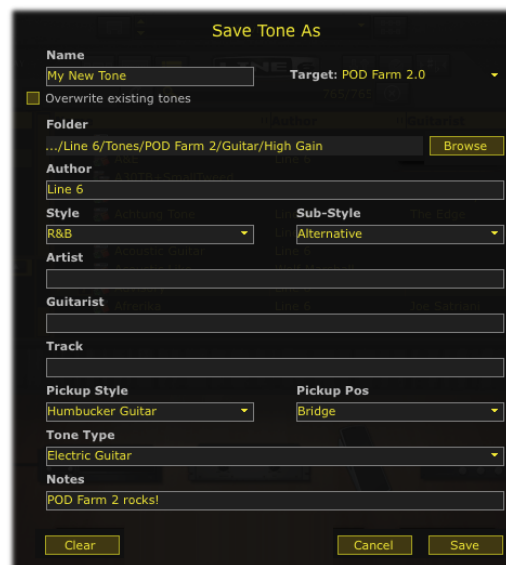 Save Tone As
Name
My New Tone
Target: POD Farm 2.0
Overwrite existing tones
Folder
.../Line 6/Tones/POD Farm 2/Guitar/High Gain
Browse
Author
Line 6
Style
Sub-Style
R&B
Alternative
Artist
Guitarist
Track
Pickup Style
Pickup Pos
Humbucker Guitar
Bridge
Tone Type
Electric Guitar
Notes
POD Farm 2 rocks!
Clear
Cancel
Save